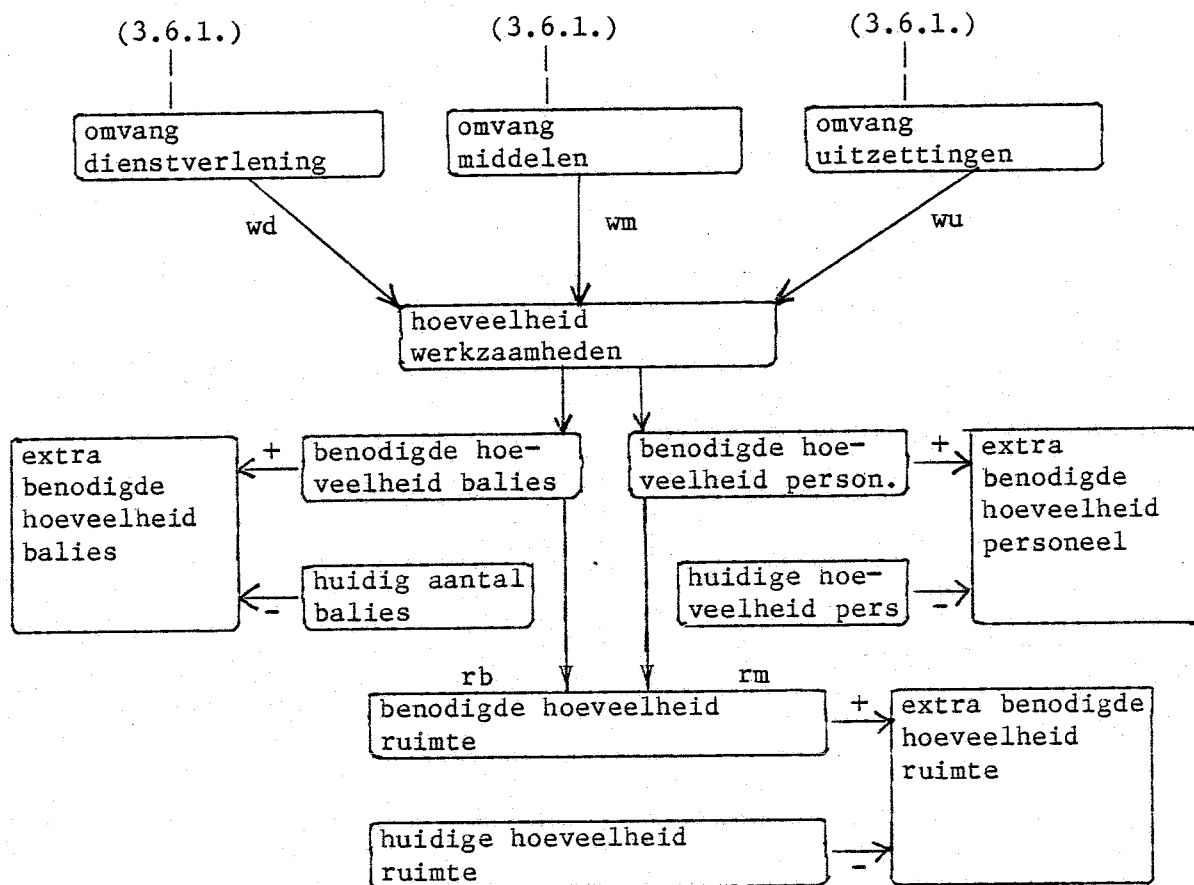 (3.6.1.) (3.6.1.) (3.6.1.)
omvang
dienstverlening
omvang
middelen
omvang
uitzettingen
wd
wm
wu
hoeveelheid
werkzaamheden
extra
benodigde
hoeveelheid
balies
+
benodigde hoe-
veelheid balies
benodigde hoe-
veelheid person.
+
extra
benodigde
hoeveelheid
personeel
-
huidig aantal
balies
huidige hoe-
veelheid pers
-
rb
rm
benodigde hoeveelheid
ruimte
+
extra benodigde
hoeveelheid
ruimte
huidige hoeveelheid
ruimte
-